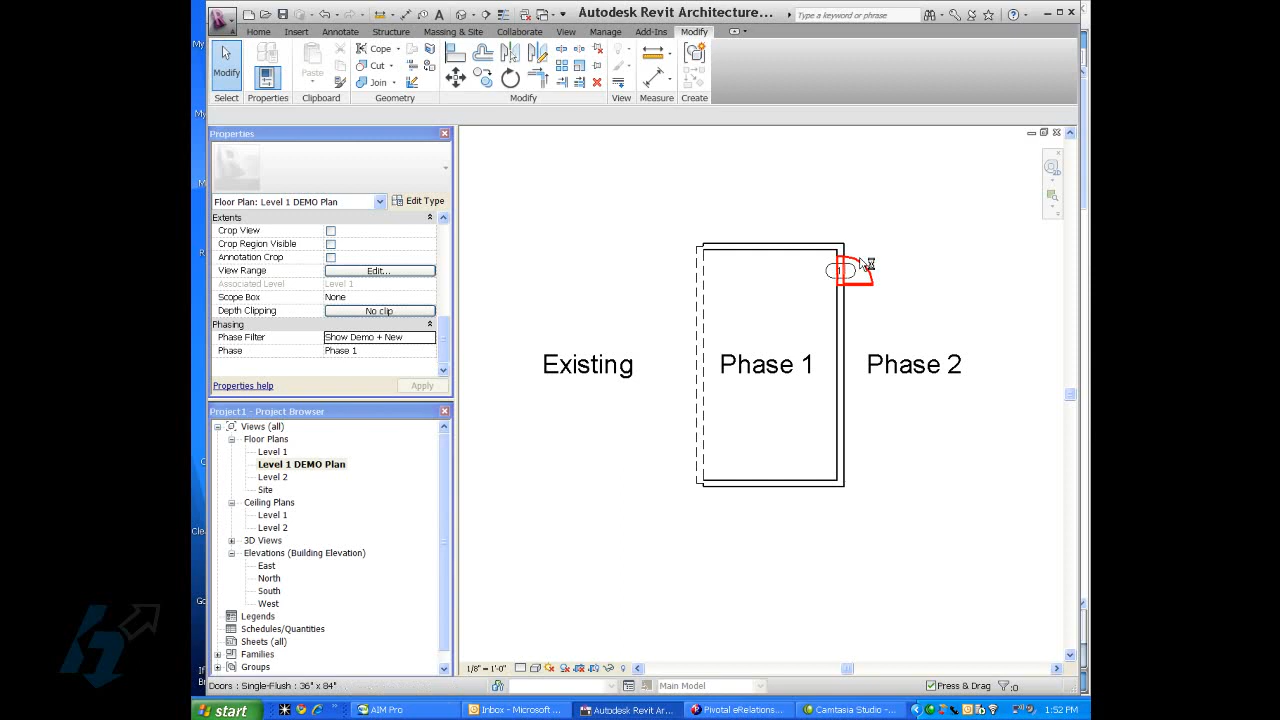 Autodesk Revit Architecture...
Type a keyword or phrase
Home Insert Annotate Structure Massing & Site Collaborate View Manage Add-Ins Modify
Modify
Paste
Cope
Cut
Join
Select Properties Clipboard Geometry Modify View Measure Create
Properties
Floor Plan: Level 1 DEMO Plan
Edit Type
Extents
Crop View
Crop Region Visible
Annotation Crop
View Range Edit...
Associated Level Level 1
Scope Box None
Depth Clipping No clip
Phasing
Phase Filter Show Demo + New
Phase Phase 1
Properties help
Apply
Project1 - Project Browser
Views (all)
Floor Plans
Level 1
Level 1 DEMO Plan
Level 2
Site
Ceiling Plans
Level 1
Level 2
3D Views
Elevations (Building Elevation)
East
North
South
West
Legends
Schedules/Quantities
Sheets (all)
Families
Groups
Existing
Phase 1
Phase 2
1/8" = 1'-0"
Doors : Single-Flush : 36" x 84"
Main Model
Press & Drag
:0
start
AIM Pro
Inbox - Microsoft ...
Autodesk Revit Ar...
Pivotal eRelations...
Camtasia Studio - ...
1:52 PM